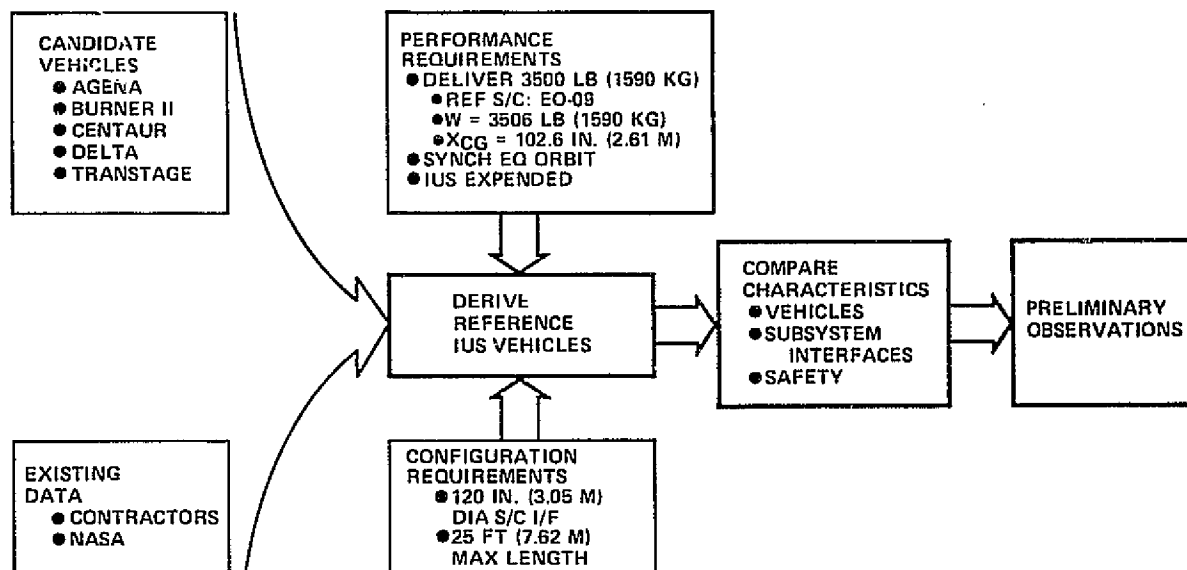 CANDIDATE
VEHICLES
● AGENA
● BURNER II
● CENTAUR
● DELTA
● TRANSTAGE
PERFORMANCE
REQUIREMENTS
● DELIVER 3500 LB (1590 KG)
● REF S/C: EO-09
● W = 3506 LB (1590 KG)
● XCG = 102.6 IN. (2.61 M)
● SYNCH EQ ORBIT
● IUS EXPENDED
DERIVE
REFERENCE
IUS VEHICLES
COMPARE
CHARACTERISTICS
● VEHICLES
● SUBSYSTEM
INTERFACES
● SAFETY
PRELIMINARY
OBSERVATIONS
EXISTING
DATA
● CONTRACTORS
● NASA
CONFIGURATION
REQUIREMENTS
● 120 IN. (3.05 M)
DIA S/C I/F
● 25 FT (7.62 M)
MAX LENGTH